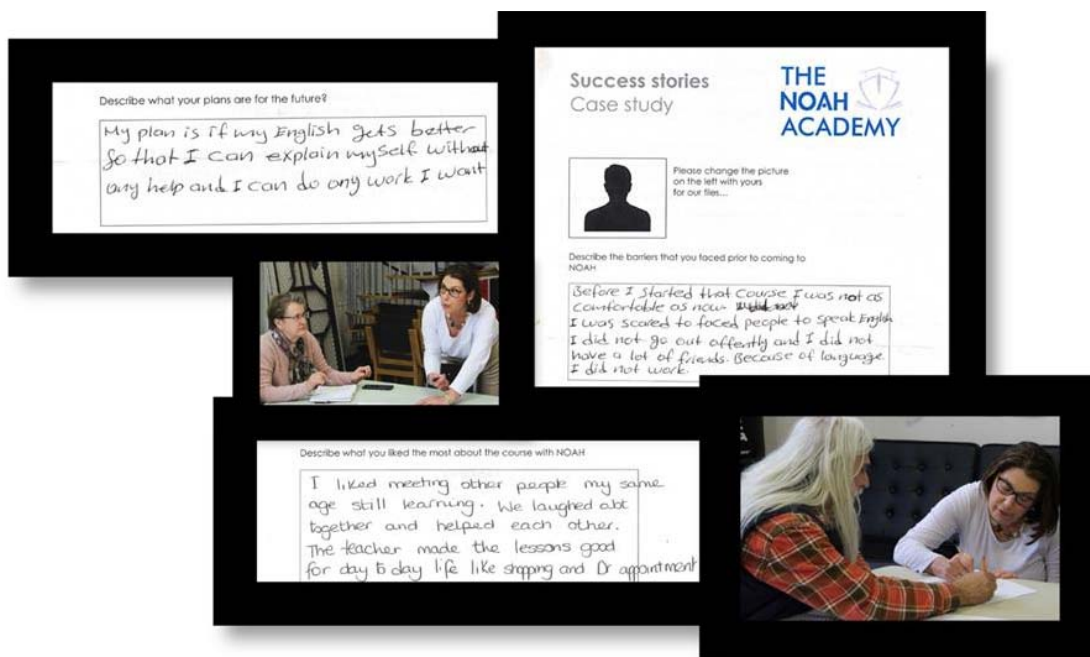 Describe what your plans are for the future?
My plan is if my English gets better
So that I can explain myself without
any help and I can do any work I want
Success stories
Case study
THE
NOAH
ACADEMY
Please change the picture
on the left with yours
for our files...
Describe the barriers that you faced prior to coming to
NOAH
Before I started that course I was not as
comfortable as now
I was scared to faced people to speak English
I did not go out offently and I did not
have a lot of friends. Because of language
I did not work.
Describe what you liked the most about the course with NOAH
I liked meeting other people my same
age still learning. We laughed alot
together and helped each other.
The teacher made the lessons good
for day to day life like shopping and Dr appointment